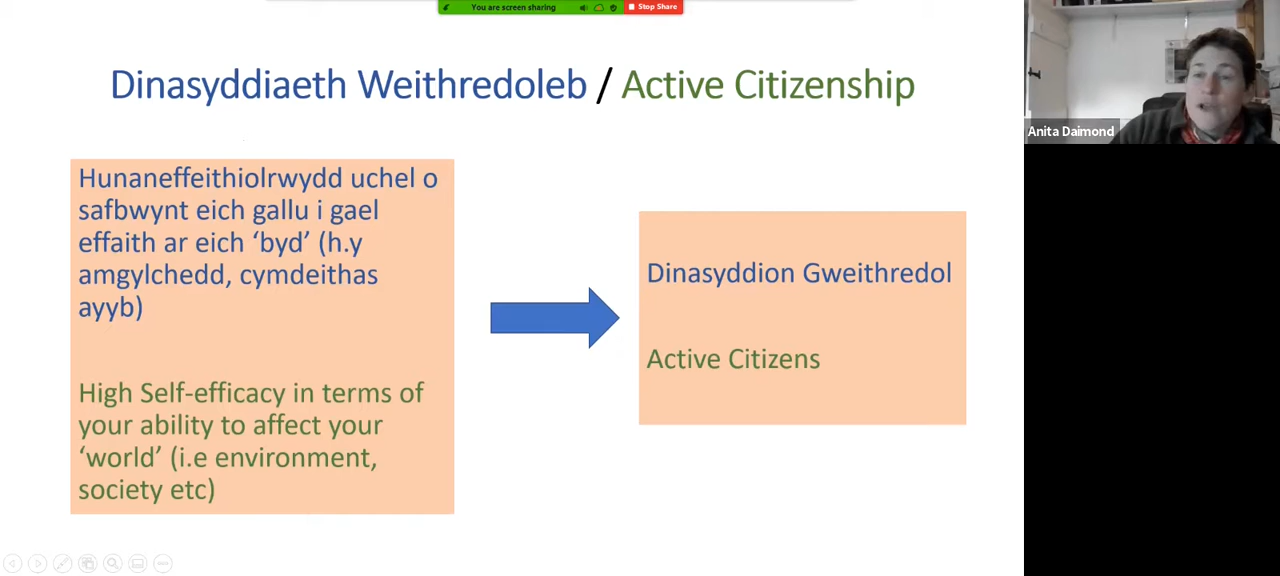 You are screen sharing
Stop Share
Dinasyddiaeth Weithredoleb / Active Citizenship
Anita Daimond
Hunaneffeithiolrwydd uchel o
safbwynt eich gallu i gael
effaith ar eich ‘byd’ (h.y
amgylchedd, cymdeithas
ayyb)
High Self-efficacy in terms of
your ability to affect your
‘world’ (i.e environment,
society etc)
Dinasyddion Gweithredol
Active Citizens